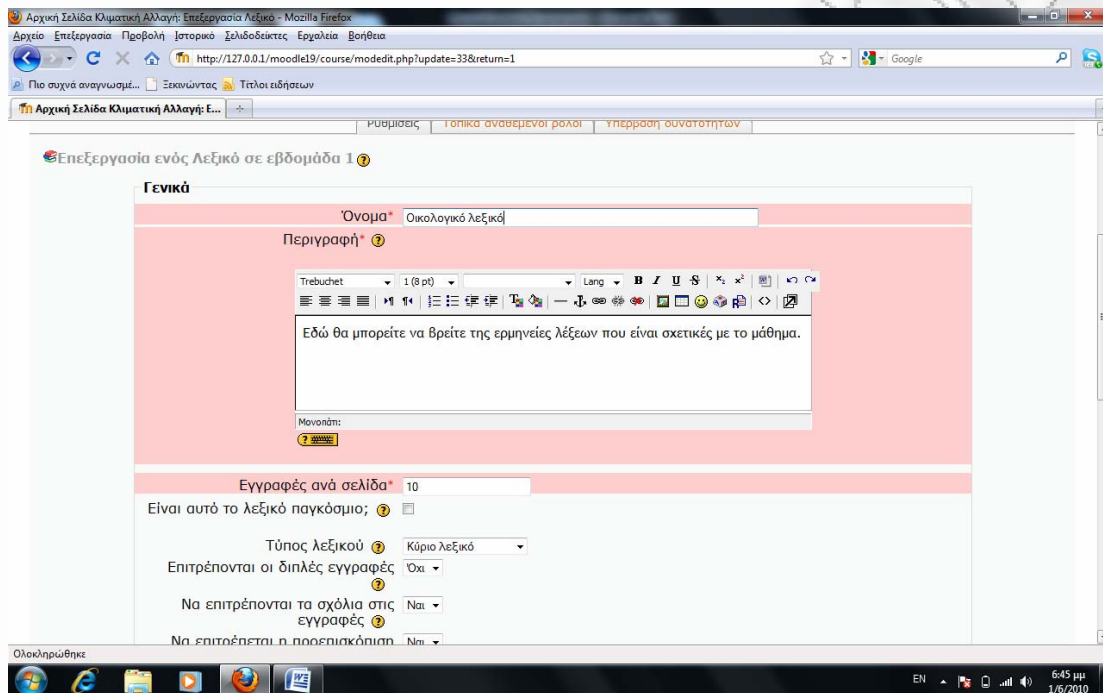 Αρχική Σελίδα Κλιματική Αλλαγή: Επεξεργασία Λεξικό - Mozilla Firefox
Αρχείο Επεξεργασία Προβολή Ιστορικό Σελιδοδείκτες Εργαλεία Βοήθεια
http://127.0.0.1/moodle19/course/modedit.php?update=33&return=1
Google
Πιο συχνά αναγνωσμέ... Ξεκινώντας Τίτλοι ειδήσεων
Αρχική Σελίδα Κλιματική Αλλαγή: Ε...
Ρυθμίσεις Τοπικά αναθεμένοι ρόλοι Υπέρβαση δυνατοτήτων
Επεξεργασία ενός Λεξικό σε εβδομάδα 1
Γενικά
Όνομα* Οικολογικό λεξικό
Περιγραφή*
Trebuchet 1 (8 pt) Lang B I U S
Εδώ θα μπορείτε να βρείτε της ερμηνείες λέξεων που είναι σχετικές με το μάθημα.
Μονοπάτι:
Εγγραφές ανά σελίδα* 10
Είναι αυτό το λεξικό παγκόσμιο;
Τύπος λεξικού Κύριο λεξικό
Επιτρέπονται οι διπλές εγγραφές Όχι
Να επιτρέπονται τα σχόλια στις Ναι
εγγραφές
Να επιτρέπεται η προεπισκόπιση Ναι
Ολοκληρώθηκε
EN 6:45 μμ
1/6/2010